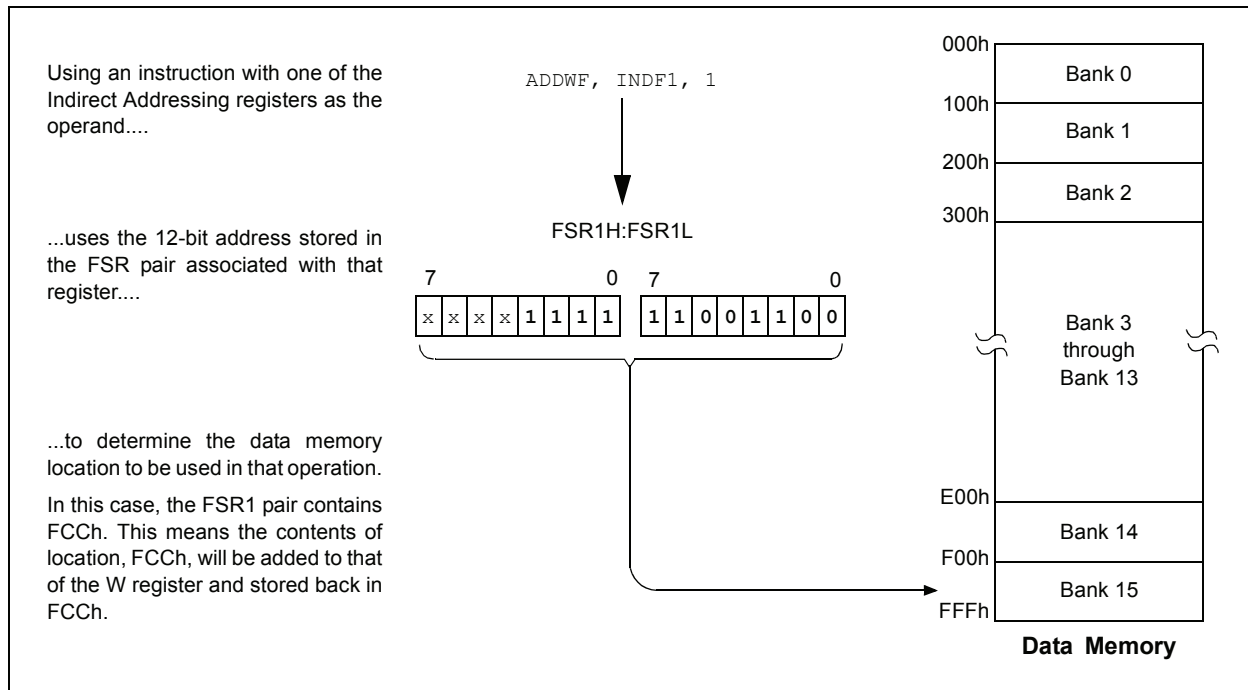 Using an instruction with one of the
Indirect Addressing registers as the
operand....
ADDWF, INDF1, 1
...uses the 12-bit address stored in
the FSR pair associated with that
register....
FSR1H:FSR1L
7 0 7 0
x x x x 1 1 1 1 1 1 0 0 1 1 0 0
...to determine the data memory
location to be used in that operation.
In this case, the FSR1 pair contains
FCCh. This means the contents of
location, FCCh, will be added to that
of the W register and stored back in
FCCh.
000h
Bank 0
100h
Bank 1
200h
Bank 2
300h
Bank 3
through
Bank 13
E00h
Bank 14
F00h
Bank 15
FFFh
Data Memory